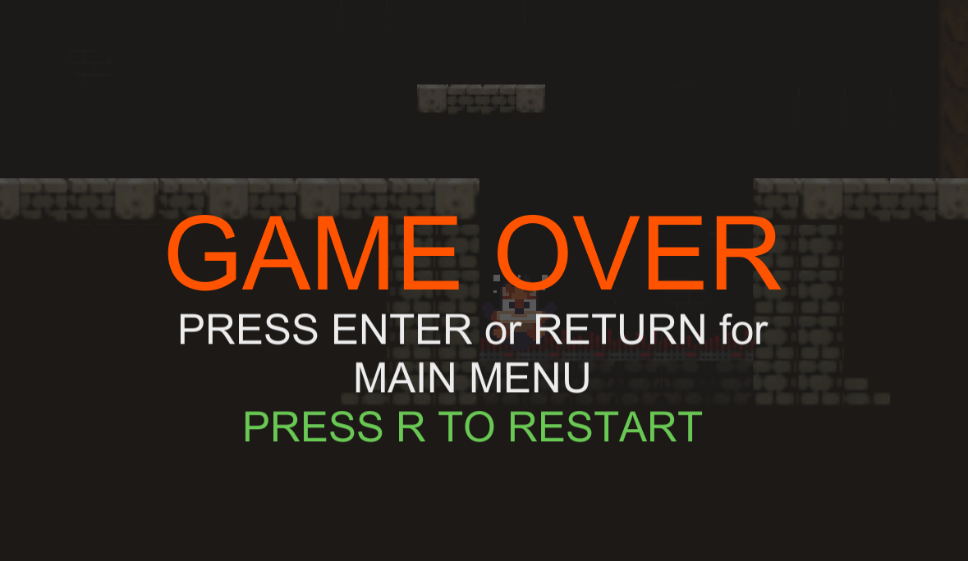 GAME OVER
PRESS ENTER or RETURN for
MAIN MENU
PRESS R TO RESTART